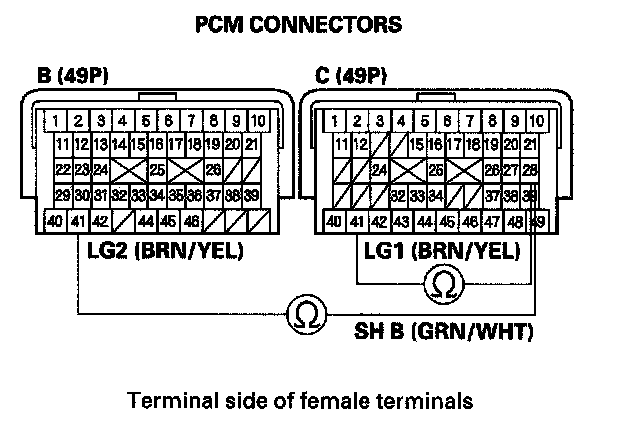 PCM CONNECTORS
B (49P)
C (49P)
1 2 3 4 5 6 7 8 9 10
11 12 13 14 15 16 17 18 19 20 21
22 23 24 25 26
29 30 31 32 33 34 35 36 37 38 39
40 41 42 44 45 46
1 2 3 4 5 6 7 8 9 10
11 12 15 16 17 18 19 20 21
24 25 26 27 28
32 33 34 37 38 39
40 41 42 43 44 45 46 47 48 49
LG2 (BRN/YEL)
LG1 (BRN/YEL)
Ω
Ω
SH B (GRN/WHT)
Terminal side of female terminals